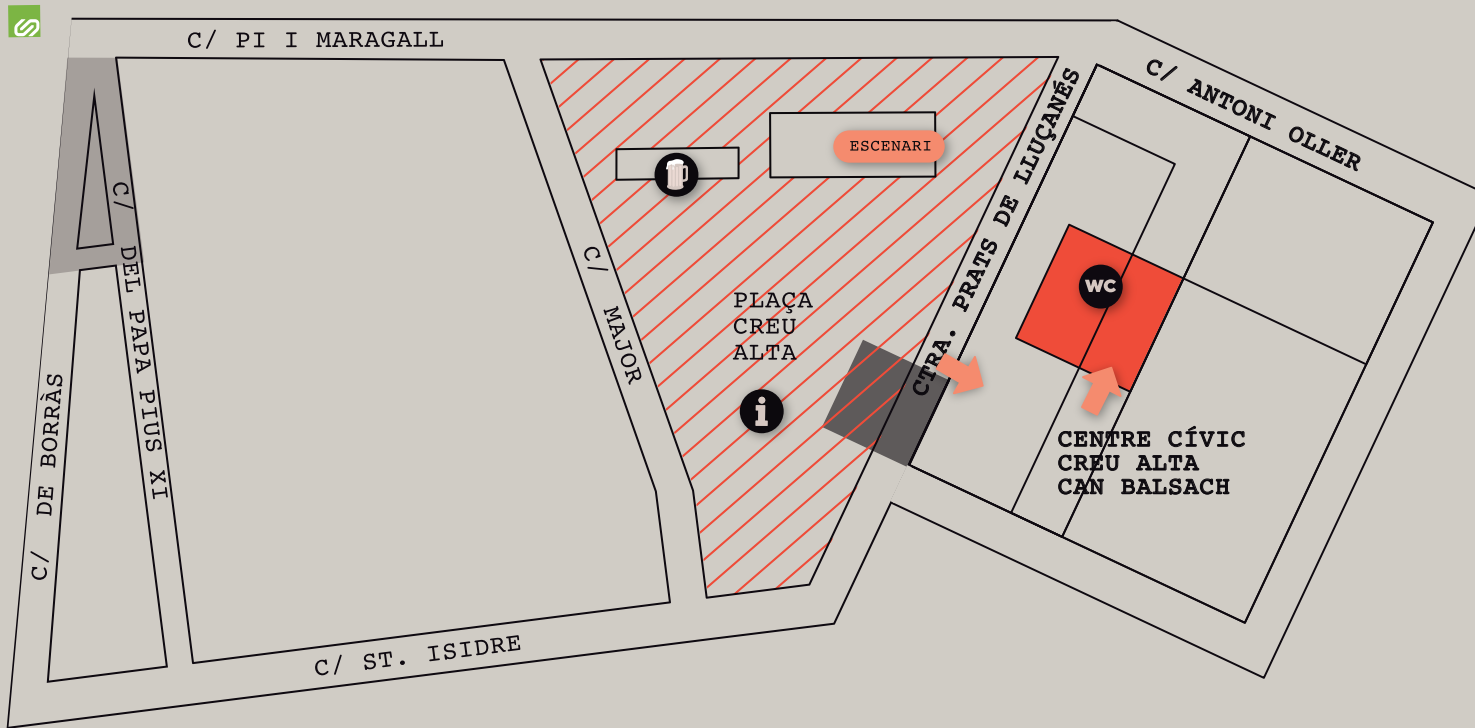 C/ PI I MARAGALL
C/ ANTONI OLLER
ESCENARI
CTRA. PRATS DE LLUÇANÉS
C/ DEL PAPA PIUS XI
C/ MAJOR
WC
PLAÇA
CREU
ALTA
i
C/ DE BORRÀS
CENTRE CÍVIC
CREU ALTA
CAN BALSACH
C/ ST. ISIDRE